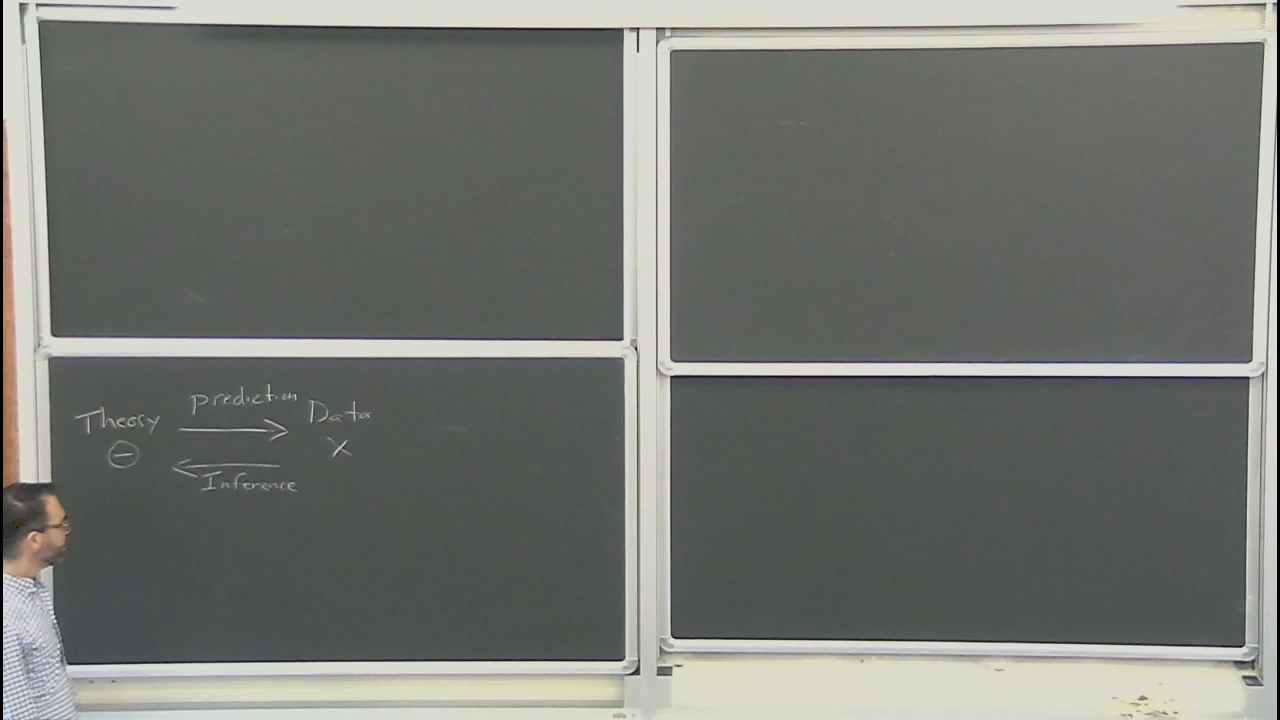 prediction
Theory Data
Θ X
Inference